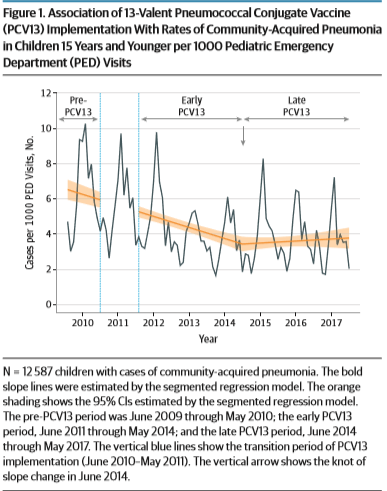 Figure 1. Association of 13-Valent Pneumococcal Conjugate Vaccine
(PCV13) Implementation With Rates of Community-Acquired Pneumonia
in Children 15 Years and Younger per 1000 Pediatric Emergency
Department (PED) Visits
Pre-
PCV13
Early
PCV13
Late
PCV13
Cases per 1000 PED Visits, No.
12
10
8
6
4
2
0
2010 2011 2012 2013 2014 2015 2016 2017
Year
N = 12 587 children with cases of community-acquired pneumonia. The bold
slope lines were estimated by the segmented regression model. The orange
shading shows the 95% CIs estimated by the segmented regression model.
The pre-PCV13 period was June 2009 through May 2010; the early PCV13
period, June 2011 through May 2014; and the late PCV13 period, June 2014
through May 2017. The vertical blue lines show the transition period of PCV13
implementation (June 2010–May 2011). The vertical arrow shows the knot of
slope change in June 2014.